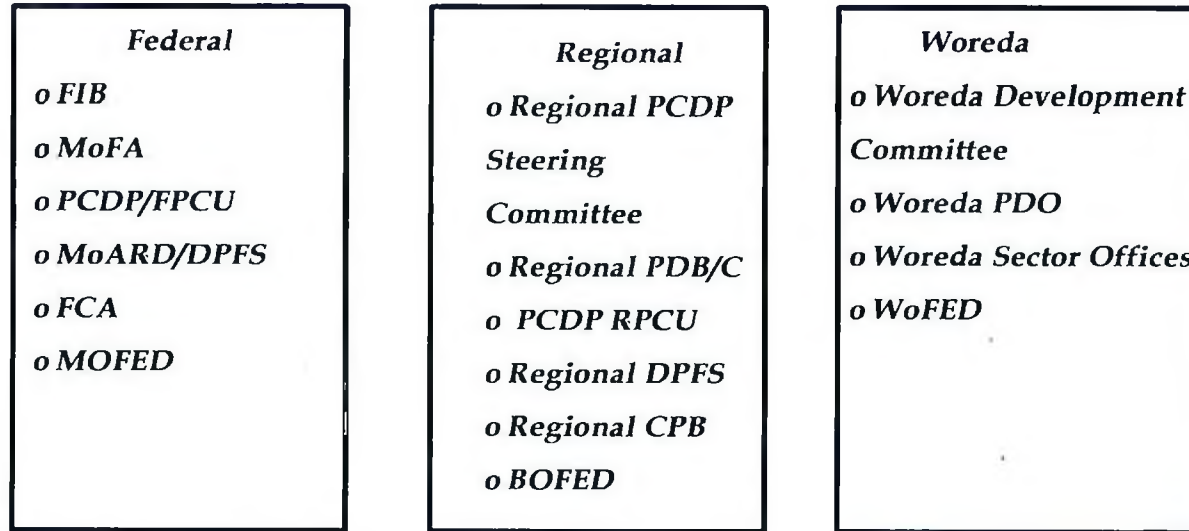 Federal
o FIB
o MoFA
o PCDP/FPCU
o MoARD/DPFS
o FCA
o MOFED
Regional
o Regional PCDP
Steering
Committee
o Regional PDB/C
o PCDP RPCU
o Regional DPFS
o Regional CPB
o BOFED
Woreda
o Woreda Development
Committee
o Woreda PDO
o Woreda Sector Offices
o WoFED